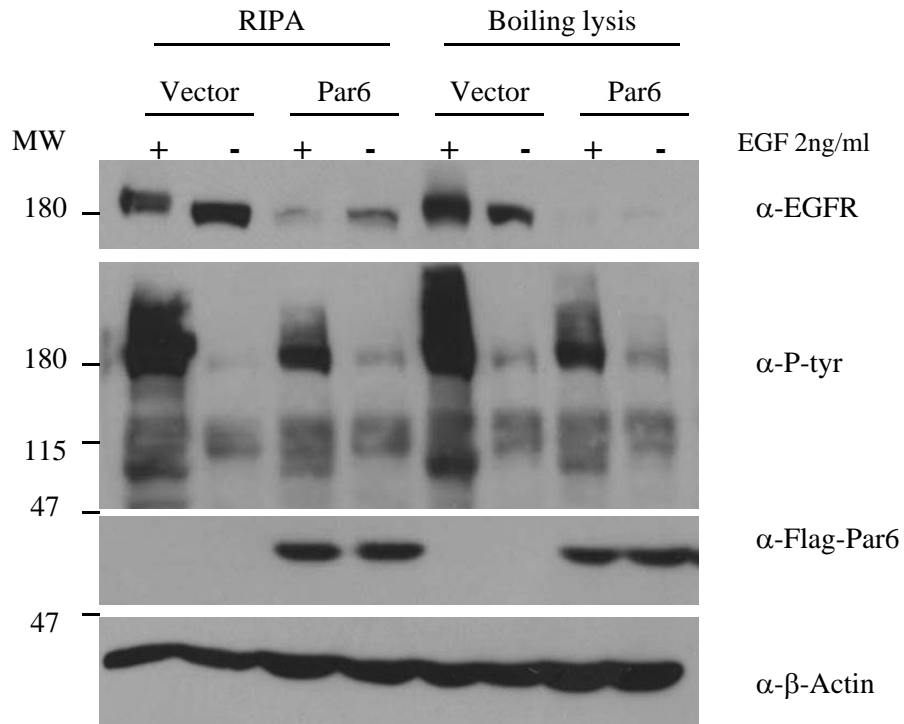 RIPA Boiling lysis
Vector Par6 Vector Par6
MW + - + - + - + - EGF 2ng/ml
180 α-EGFR
180 α-P-tyr
115
47
α-Flag-Par6
47
α-β-Actin